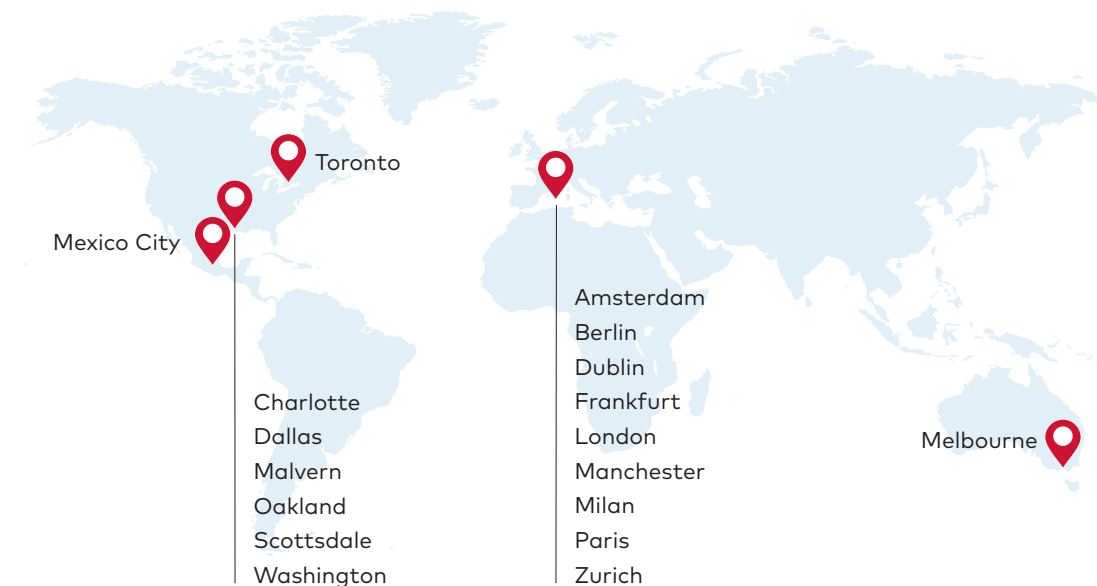 Toronto
Mexico City
Charlotte
Dallas
Malvern
Oakland
Scottsdale
Washington
Amsterdam
Berlin
Dublin
Frankfurt
London
Manchester
Milan
Paris
Zurich
Melbourne